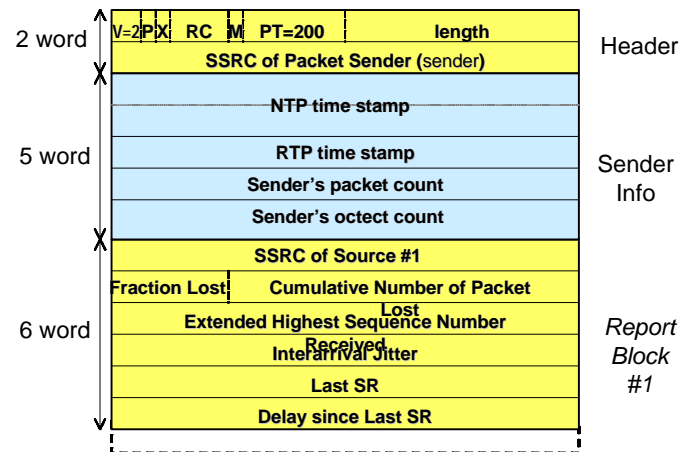 V=2 P X RC M PT=200 length
2 word
Header
SSRC of Packet Sender (sender)
NTP time stamp
5 word
RTP time stamp
Sender
Info
Sender's packet count
Sender's octect count
SSRC of Source #1
Fraction Lost Cumulative Number of Packet
Lost
6 word
Extended Highest Sequence Number
Received
Report
Block
#1
Interarrival Jitter
Last SR
Delay since Last SR